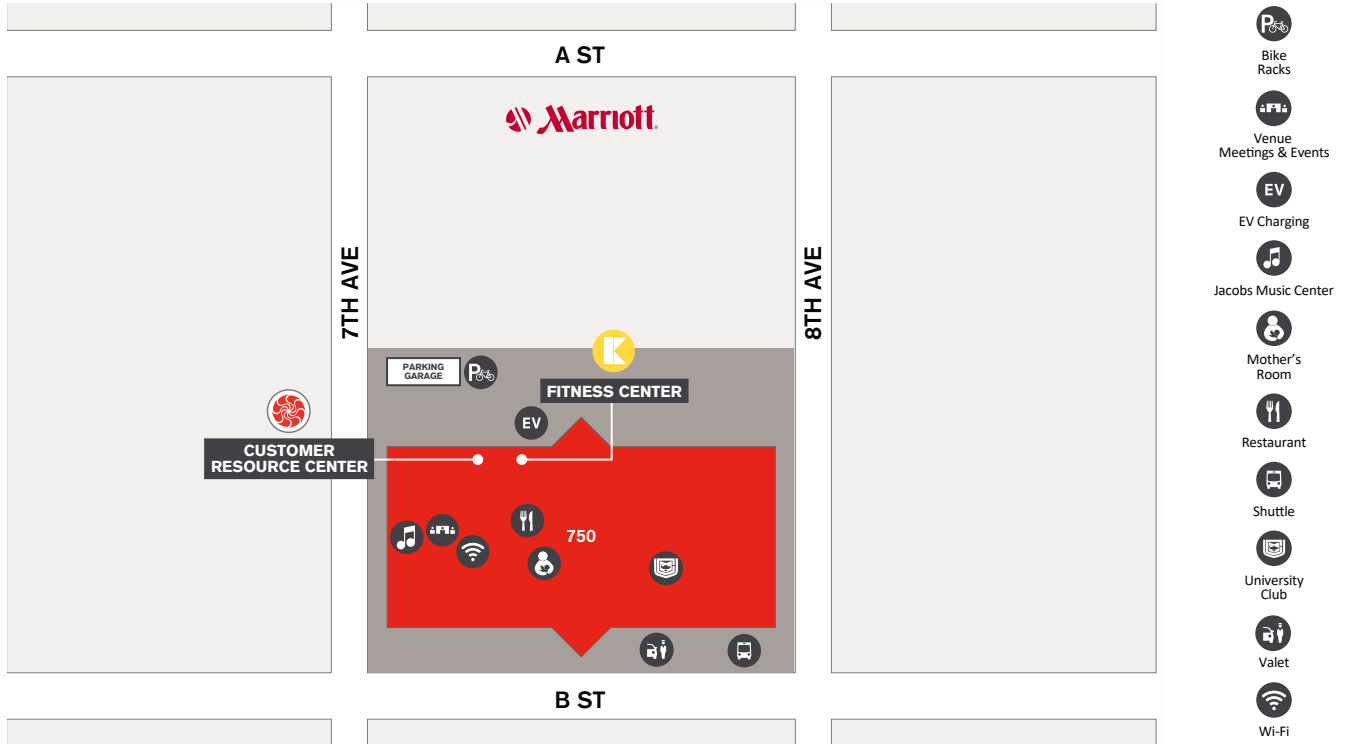 A ST
Marriott
7TH AVE
8TH AVE
PARKING
GARAGE
P
K
FITNESS CENTER
EV
CUSTOMER
RESOURCE CENTER
750
B ST
P
Bike
Racks
Venue
Meetings & Events
EV
EV Charging
Jacobs Music Center
Mother's
Room
Restaurant
Shuttle
University
Club
Valet
Wi-Fi